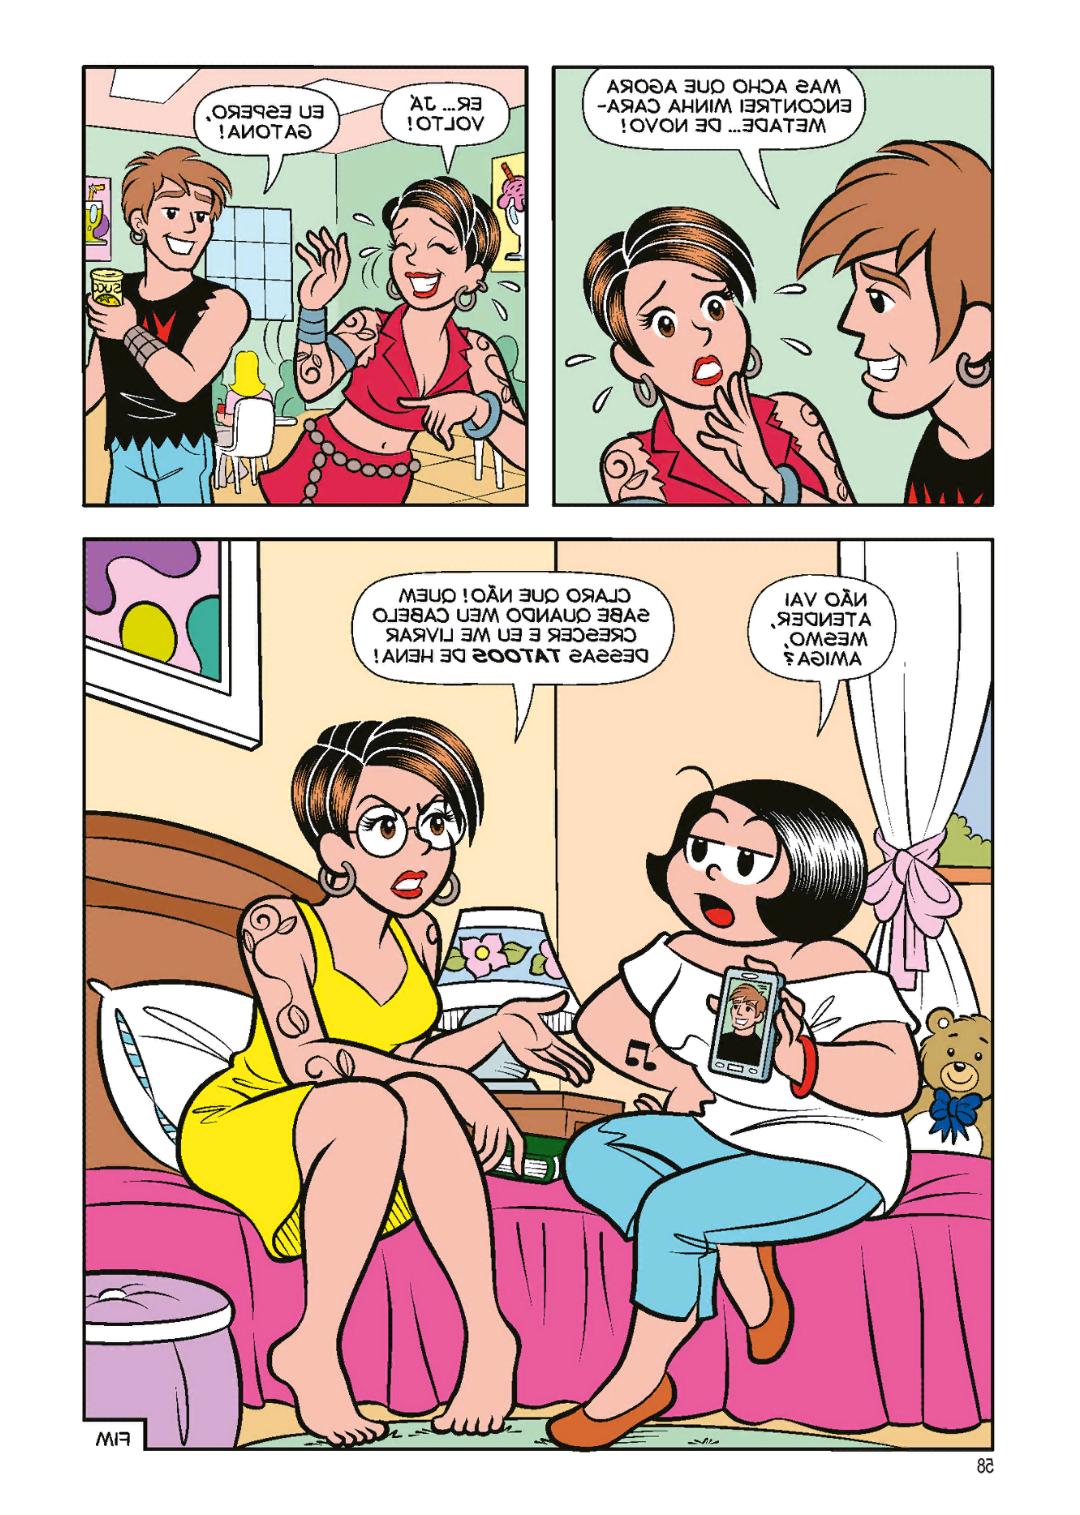 MAS ACHO QUE AGORA
ENCONTREI MINHA CARA-
METADE... DE NOVO!
ER... JÁ
VOLTO!
EU ESPERO,
GATONA!
SUCO
NÃO VAI
ATENDER,
MESMO,
AMIGA?
CLARO QUE NÃO! QUEM
SABE QUANDO MEU CABELO
CRESCER E EU ME LIVRAR
DESSAS TATOOS DE HENA!
FIM
58